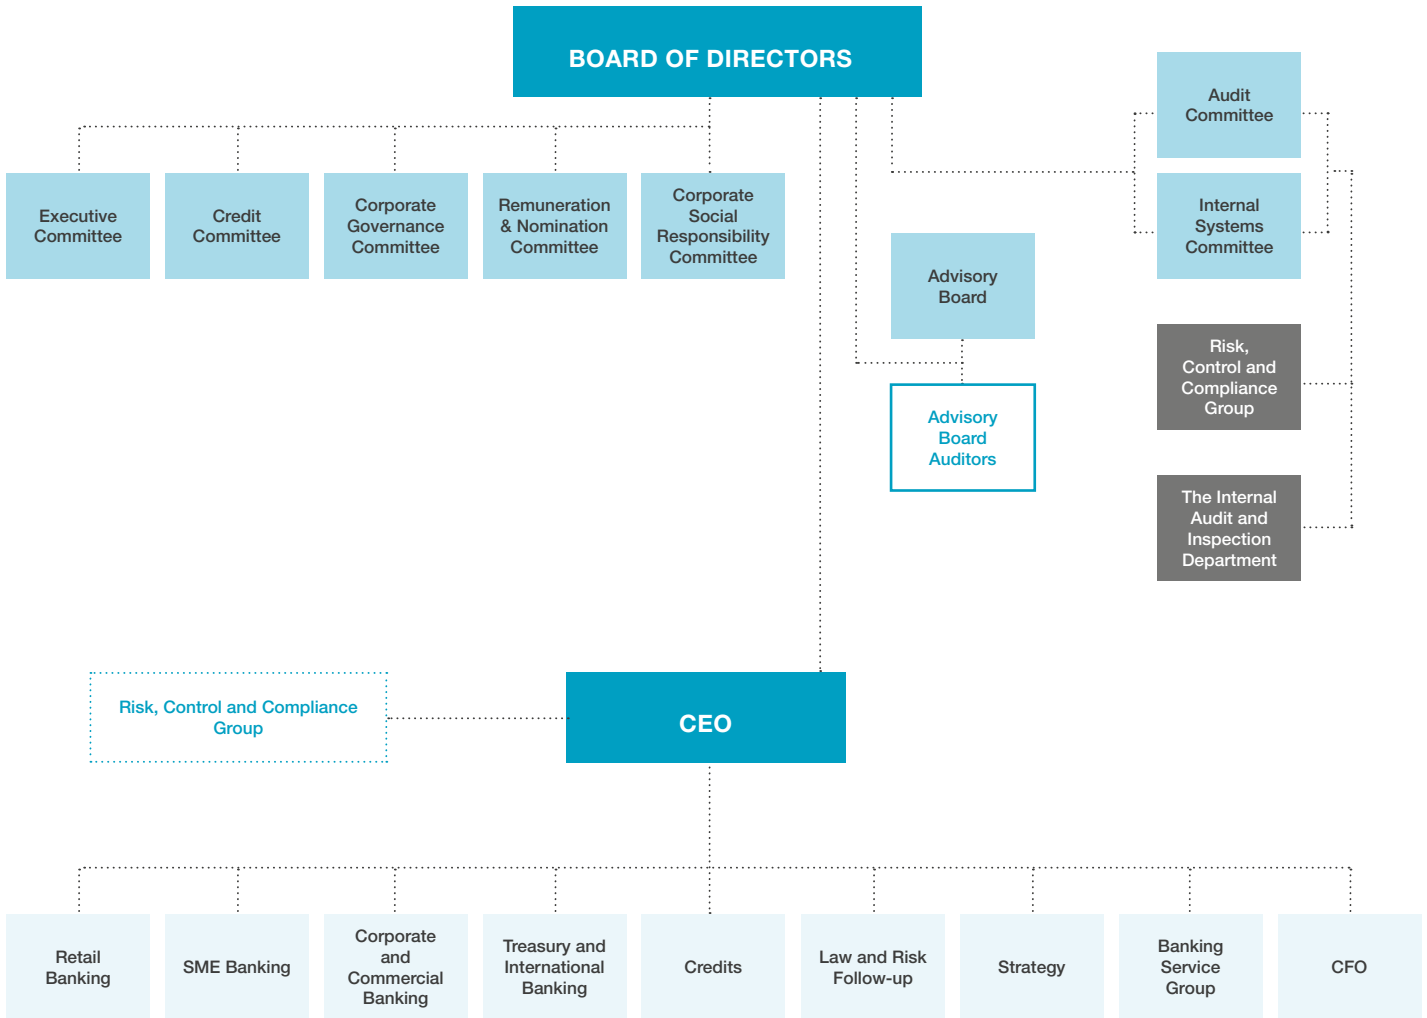 BOARD OF DIRECTORS
Audit
Committee
Executive
Committee
Credit
Committee
Corporate
Governance
Committee
Remuneration
& Nomination
Committee
Corporate
Social
Responsibility
Committee
Internal
Systems
Committee
Advisory
Board
Risk,
Control and
Compliance
Group
Advisory
Board
Auditors
The Internal
Audit and
Inspection
Department
Risk, Control and Compliance
Group
CEO
Retail
Banking
SME Banking
Corporate
and
Commercial
Banking
Treasury and
International
Banking
Credits
Law and Risk
Follow-up
Strategy
Banking
Service
Group
CFO